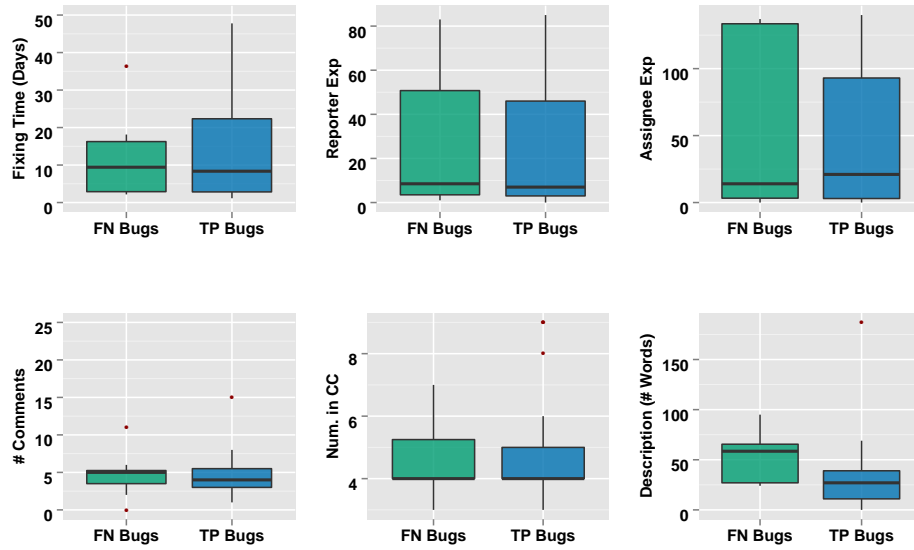 Fixing Time (Days)
50
40
30
20
10
0
FN Bugs TP Bugs
Reporter Exp
80
60
40
20
0
FN Bugs TP Bugs
Assignee Exp
100
50
0
FN Bugs TP Bugs
# Comments
25
20
15
10
5
0
FN Bugs TP Bugs
Num. in CC
8
6
4
FN Bugs TP Bugs
Description (# Words)
150
100
50
0
FN Bugs TP Bugs